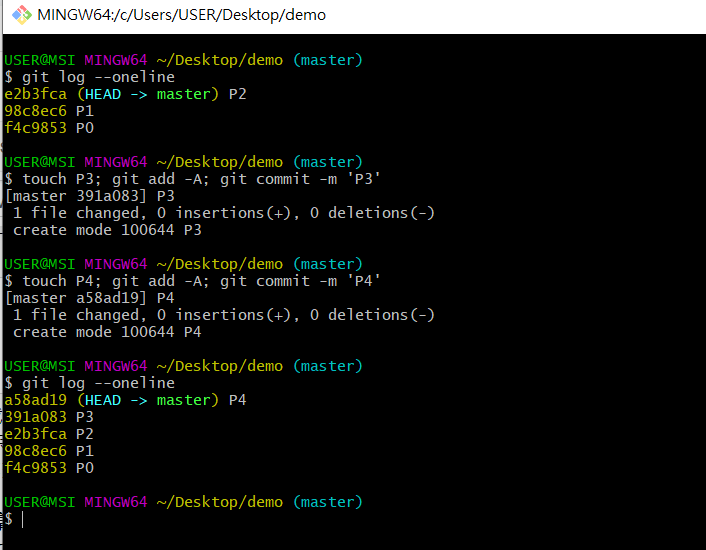 MINGW64:/c/Users/USER/Desktop/demo
USER@MSI MINGW64 ~/Desktop/demo (master)
$ git log --oneline
e2b3fca (HEAD -> master) P2
98c8ec6 P1
f4c9853 P0
USER@MSI MINGW64 ~/Desktop/demo (master)
$ touch P3; git add -A; git commit -m 'P3'
[master 391a083] P3
 1 file changed, 0 insertions(+), 0 deletions(-)
 create mode 100644 P3
USER@MSI MINGW64 ~/Desktop/demo (master)
$ touch P4; git add -A; git commit -m 'P4'
[master a58ad19] P4
 1 file changed, 0 insertions(+), 0 deletions(-)
 create mode 100644 P4
USER@MSI MINGW64 ~/Desktop/demo (master)
$ git log --oneline
a58ad19 (HEAD -> master) P4
391a083 P3
e2b3fca P2
98c8ec6 P1
f4c9853 P0
USER@MSI MINGW64 ~/Desktop/demo (master)
$